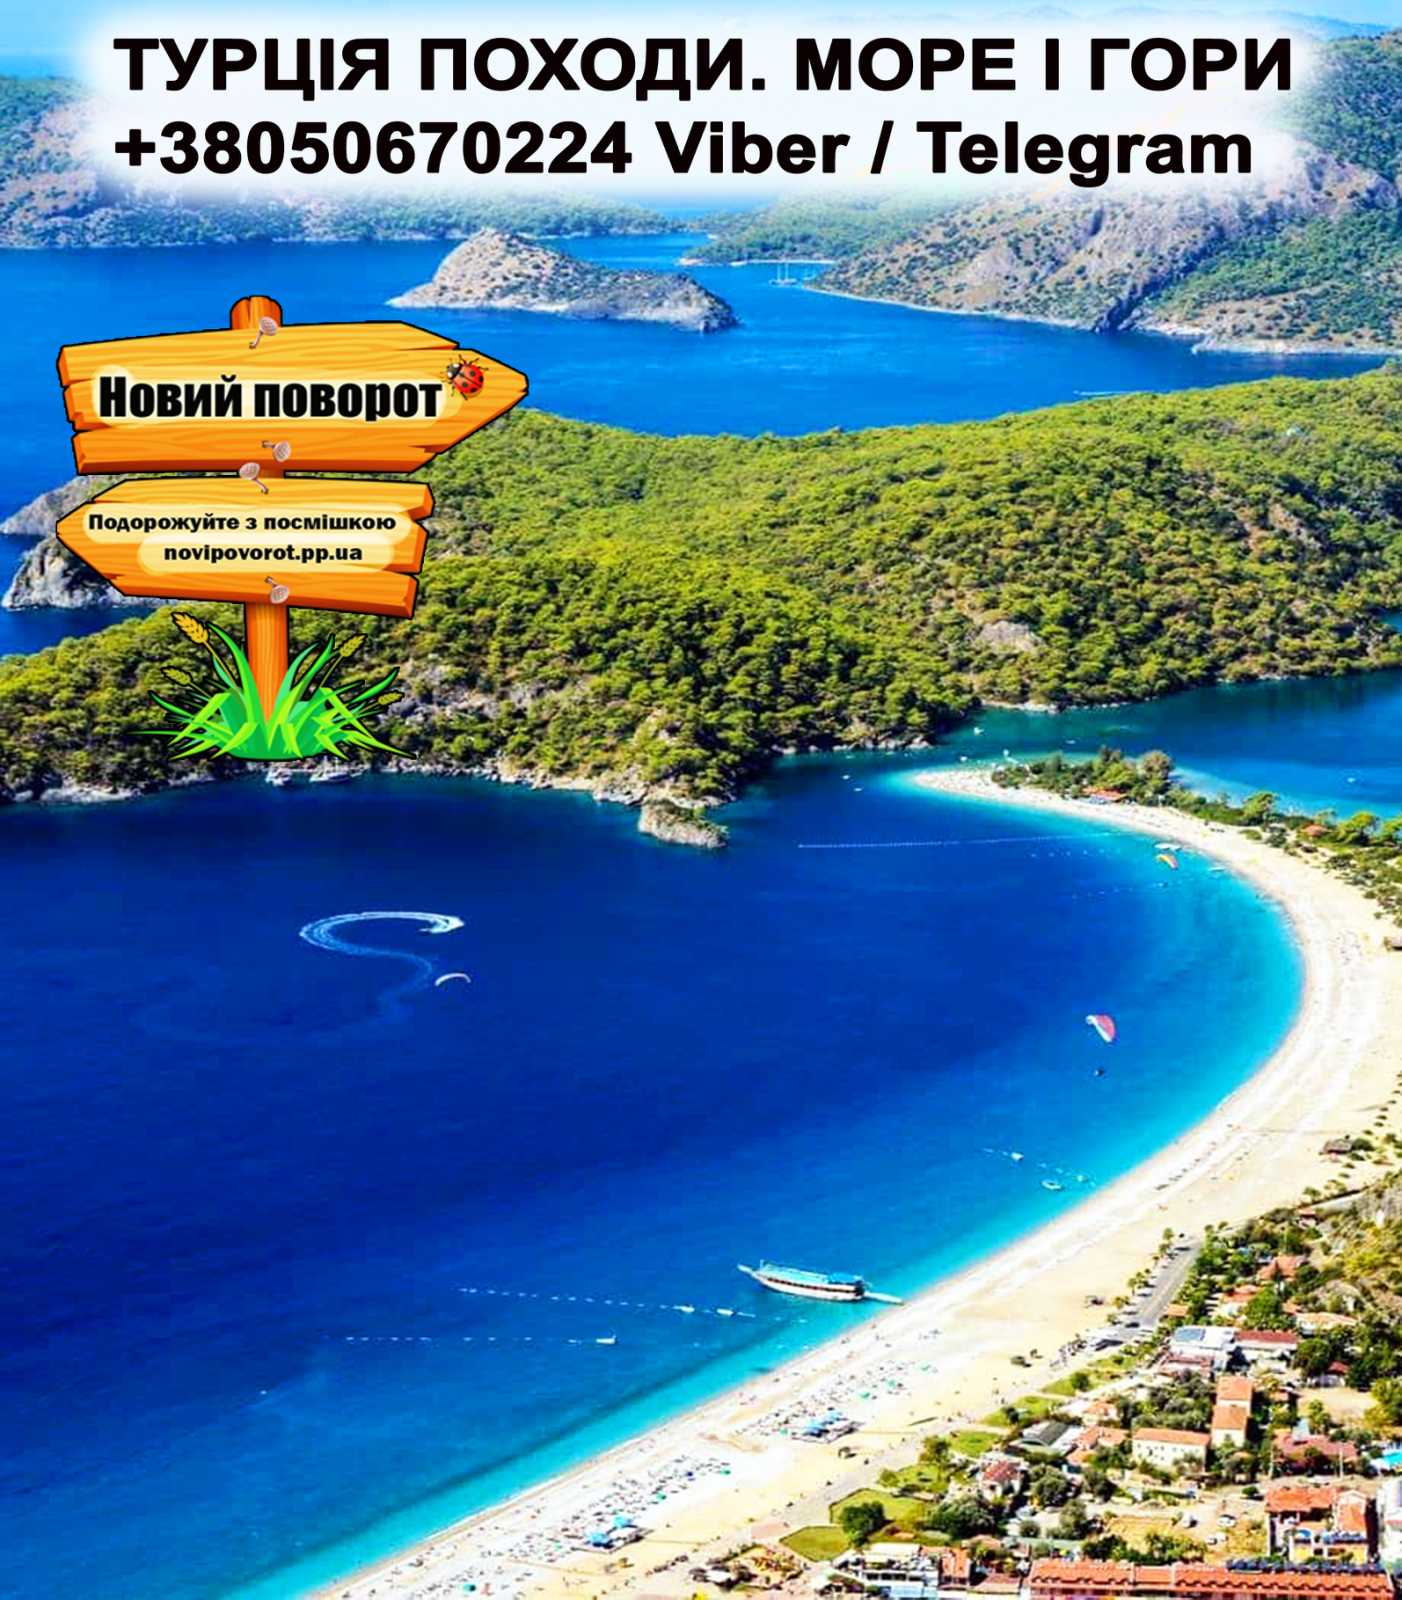 ТУРЦІЯ ПОХОДИ. МОРЕ І ГОРИ
+38050670224 Viber / Telegram
Новий поворот
Подорожуйте з посмішкою
novipovorot.pp.ua